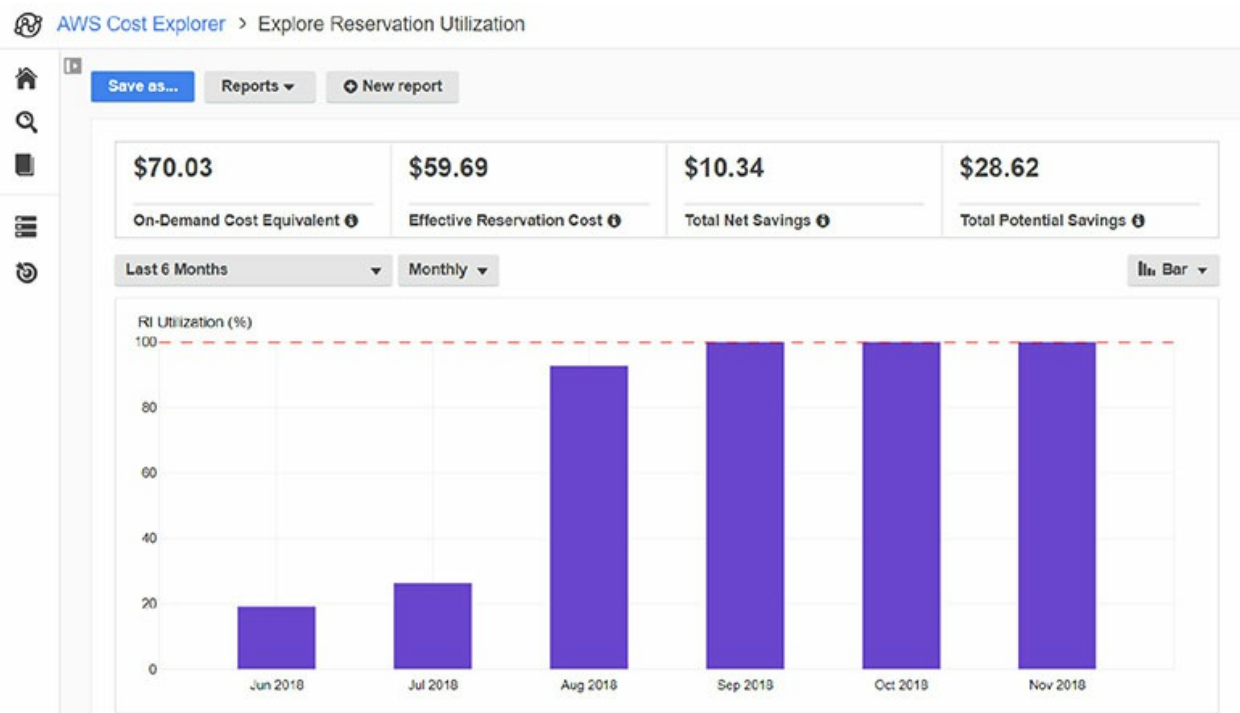 AWS Cost Explorer > Explore Reservation Utilization
Save as... Reports New report
$70.03 $59.69 $10.34 $28.62
On-Demand Cost Equivalent Effective Reservation Cost Total Net Savings Total Potential Savings
Last 6 Months Monthly Bar
RI Utilization (%)
100
80
60
40
20
0
Jun 2018 Jul 2018 Aug 2018 Sep 2018 Oct 2018 Nov 2018